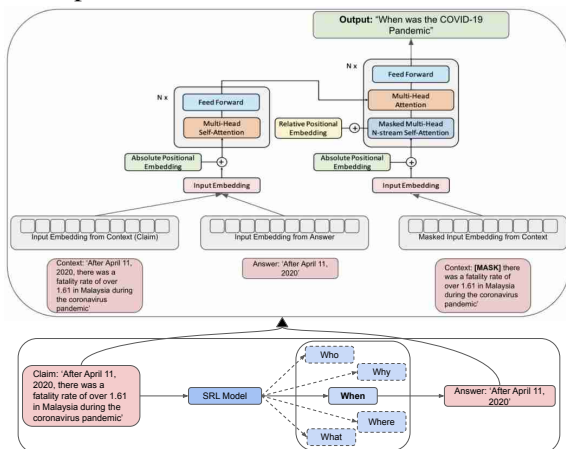 Output: "When was the COVID-19
Pandemic"
N x
Feed Forward
Multi-Head
Attention
Masked Multi-Head
N-stream Self-Attention
Relative Positional
Embedding
N x
Feed Forward
Multi-Head
Self-Attention
Absolute Positional
Embedding
+
Input Embedding
+
Absolute Positional
Embedding
+
Input Embedding
Input Embedding from Context (Claim)
Input Embedding from Answer
Masked Input Embedding from Context
Context: 'After April 11,
2020, there was a
fatality rate of over
1.61 in Malaysia during
the coronavirus
pandemic'
Answer: 'After April 11,
2020'
Context: [MASK] there
was a fatality rate of
over 1.61 in Malaysia
during the coronavirus
pandemic'
Claim: 'After April 11,
2020, there was a
fatality rate of over 1.61
in Malaysia during the
coronavirus pandemic'
SRL Model
Who
Why
When
Where
What
Answer: 'After April 11,
2020'